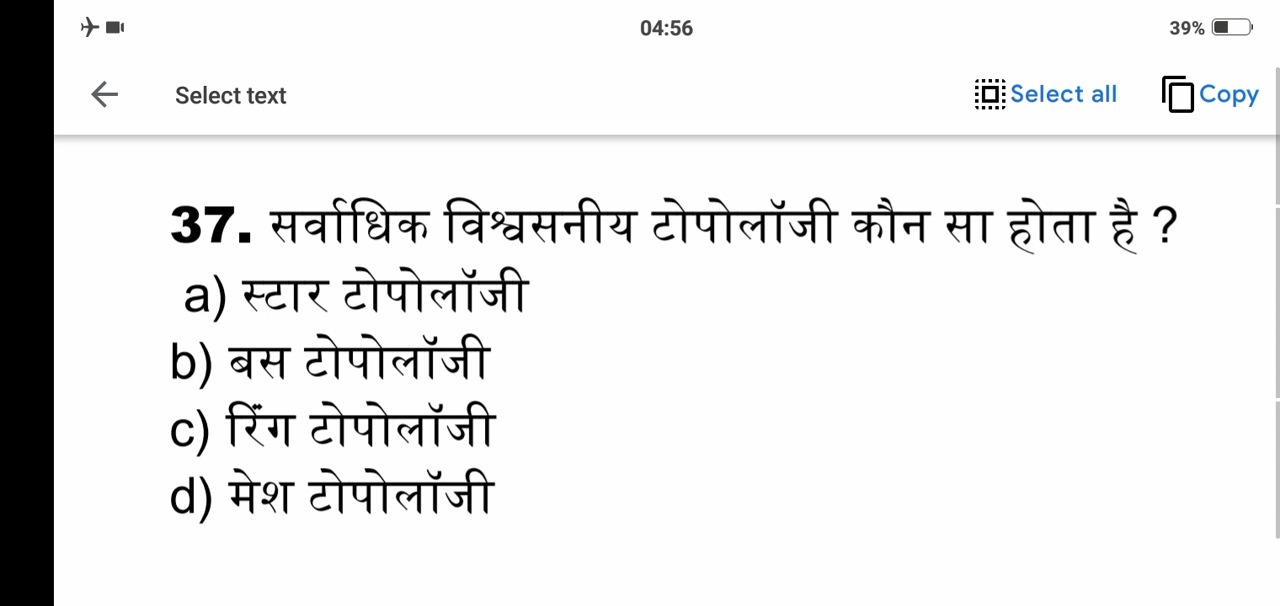 04:56
39%
Select text
Select all
Copy
37. सर्वाधिक विश्वसनीय टोपोलॉजी कौन सा होता है ?
a) स्टार टोपोलॉजी
b) बस टोपोलॉजी
c) रिंग टोपोलॉजी
d) मेश टोपोलॉजी